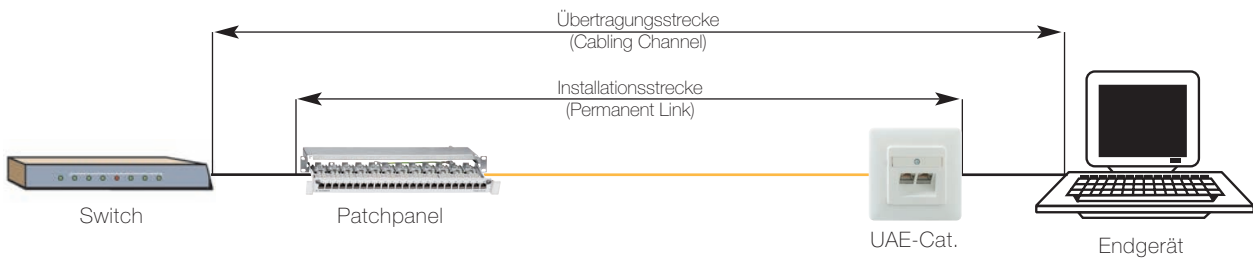 Übertragungsstrecke
(Cabling Channel)
Installationsstrecke
(Permanent Link)
Switch
Patchpanel
UAE-Cat.
Endgerät